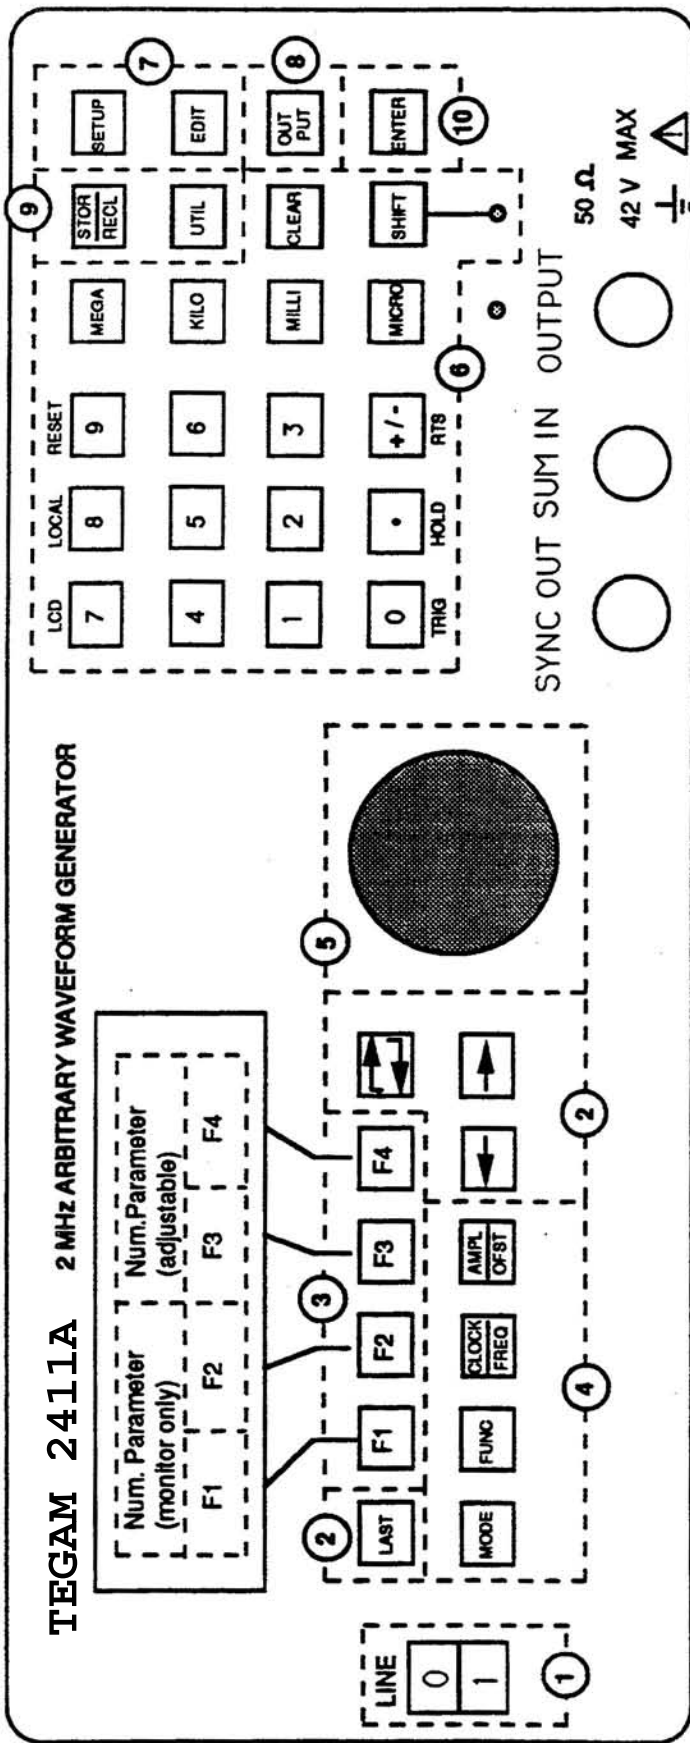 TEGAM 2411A 2 MHz ARBITRARY WAVEFORM GENERATOR
Num. Parameter
(monitor only)
Num.Parameter
(adjustable)
F1 F2 F3 F4
LINE
0
1
1
2
LAST
3
F1 F2 F3 F4
MODE
FUNC
CLOCK
FREQ
AMPL
OFST
4
2
5
LCD LOCAL RESET
7 8 9 MEGA
STOR
RECL
SETUP
9
7
4 5 6 KILO UTIL EDIT
1 2 3 MILLI CLEAR
OUT
PUT
8
0 . +/- MICRO SHIFT ENTER
TRIG HOLD RTS
6
10
SYNC OUT SUM IN OUTPUT
50 Ω
42 V MAX